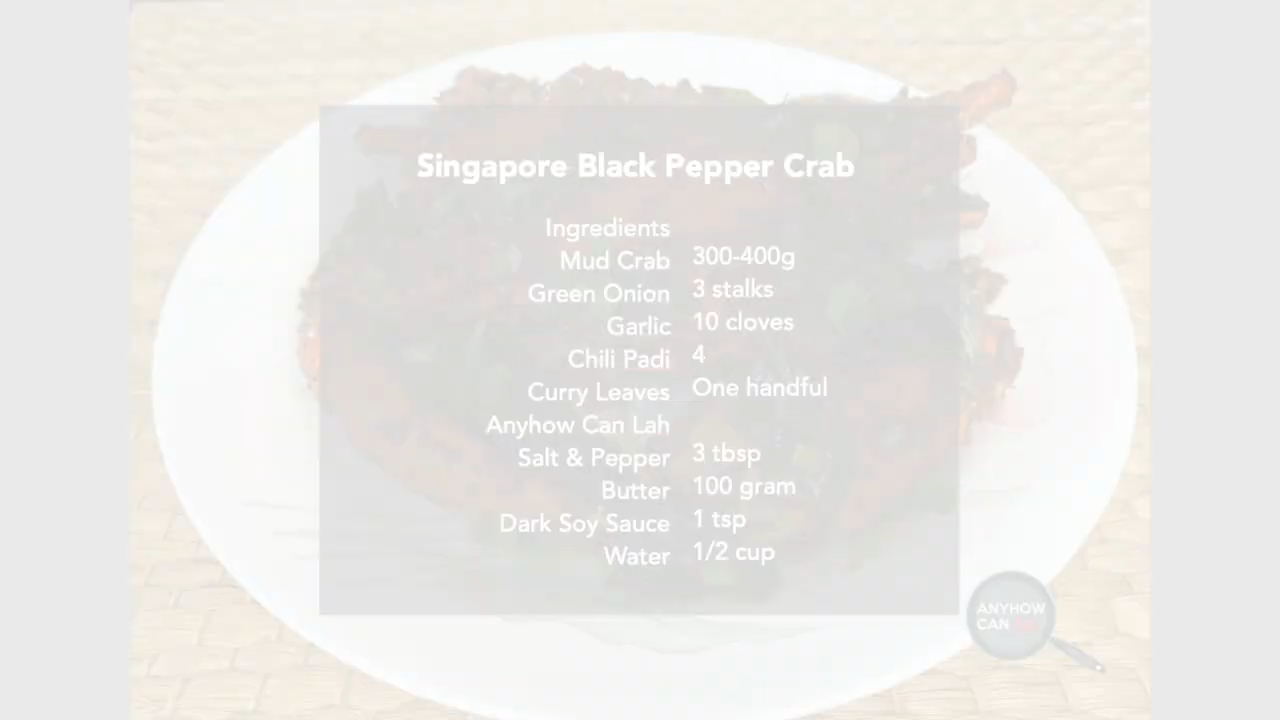 Singapore Black Pepper Crab
Ingredients
Mud Crab 300-400g
Green Onion 3 stalks
Garlic 10 cloves
Chili Padi 4
Curry Leaves One handful
Anyhow Can Lah
Salt & Pepper 3 tbsp
Butter 100 gram
Dark Soy Sauce 1 tsp
Water 1/2 cup
ANYHOW
CAN